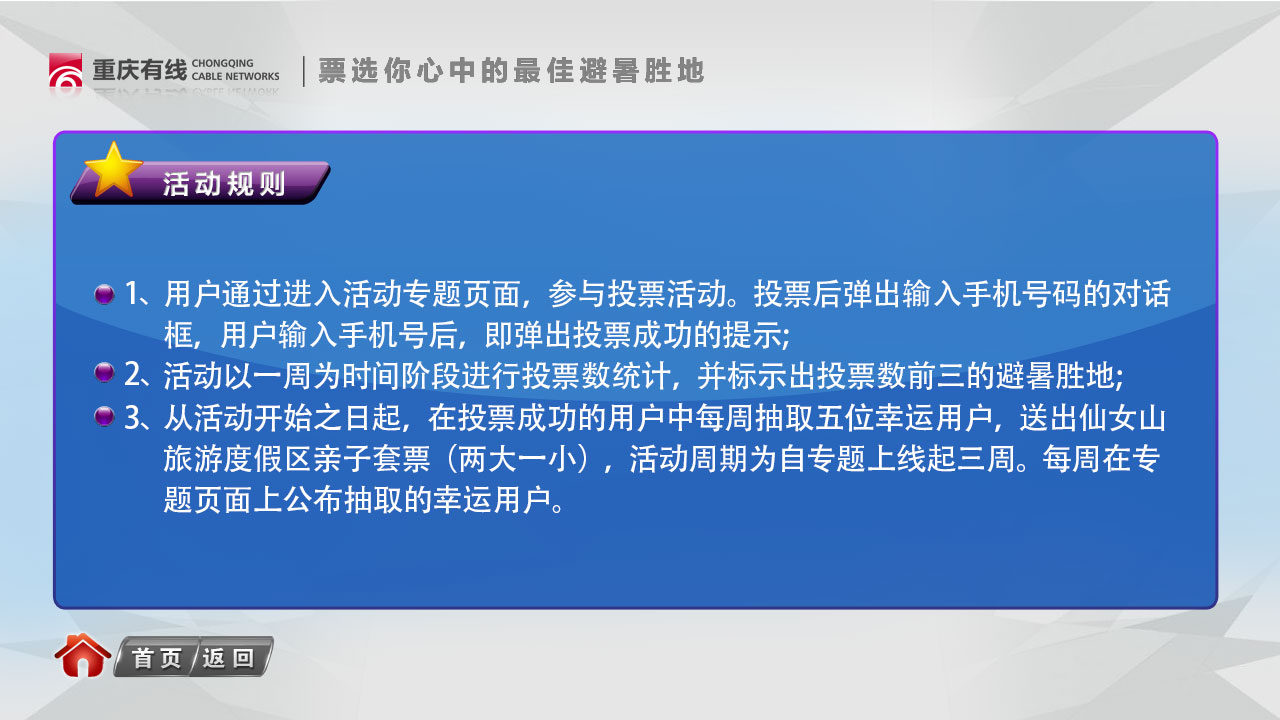 重庆有线 CHONGQING
CABLE NETWORKS
票选你心中的最佳避暑胜地
活动规则
1、用户通过进入活动专题页面，参与投票活动。投票后弹出输入手机号码的对话
框，用户输入手机号后，即弹出投票成功的提示;
2、活动以一周为时间阶段进行投票数统计，并标示出投票数前三的避暑胜地;
3、从活动开始之日起，在投票成功的用户中每周抽取五位幸运用户，送出仙女山
旅游度假区亲子套票（两大一小），活动周期为自专题上线起三周。每周在专
题页面上公布抽取的幸运用户。
首页 返回